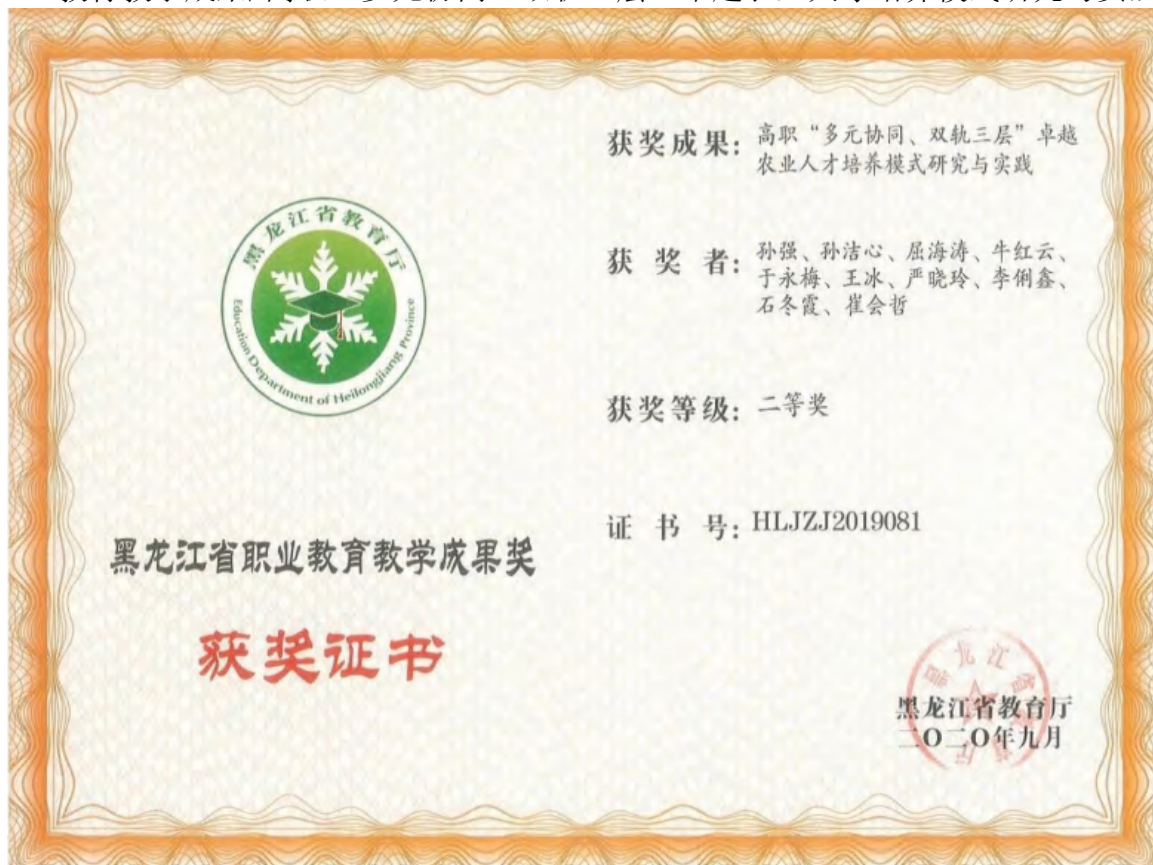 黑龙江省教育厅
Education Department of Heilongjiang Province
黑龙江省职业教育教学成果奖
获奖证书
获奖成果：高职“多元协同、双轨三层”卓越
农业人才培养模式研究与实践
获奖者：孙强、孙洁心、屈海涛、牛红云、
于永梅、王冰、严晓玲、李俐鑫、
石冬霞、崔会哲
获奖等级：二等奖
证书号：HLJZJ2019081
黑龙江省教育厅
二〇二〇年九月